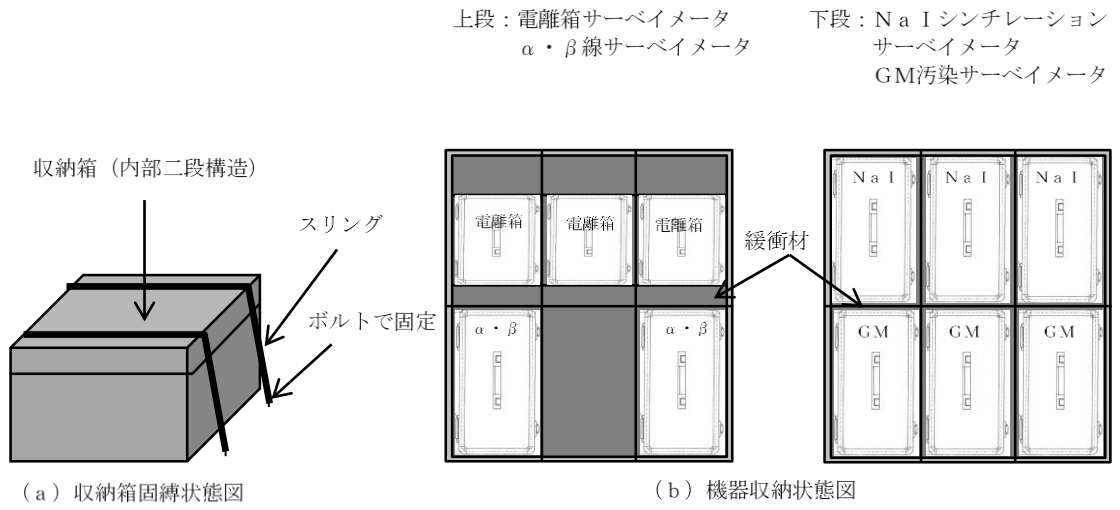 上段：電離箱サーベイメータ
α・β線サーベイメータ
下段：ＮａＩシンチレーション
サーベイメータ
ＧＭ汚染サーベイメータ
収納箱（内部二段構造）
スリング
ボルトで固定
電離箱
電離箱
電離箱
α・β
α・β
緩衝材
ＮａＩ
ＮａＩ
ＮａＩ
ＧＭ
ＧＭ
ＧＭ
（ａ）収納箱固縛状態図
（ｂ）機器収納状態図